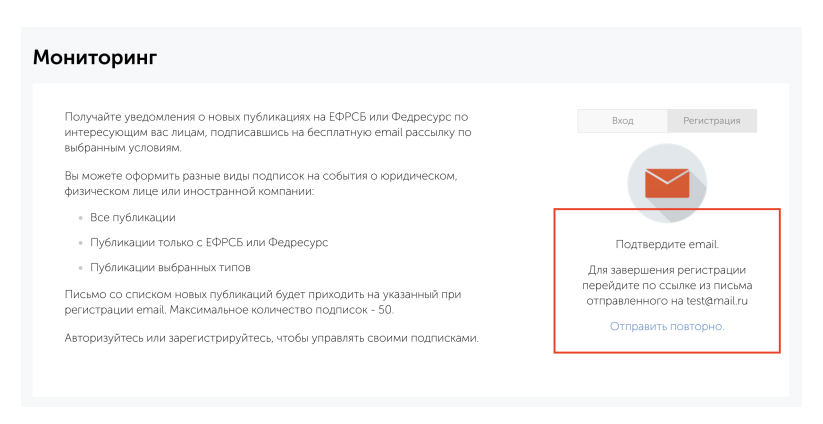 Мониторинг
Получайте уведомления о новых публикациях на ЕФРСБ или Федресурс по
интересующим вас лицам, подписавшись на бесплатную email рассылку по
выбранным условиям.
Вы можете оформить разные виды подписок на события о юридическом,
физическом лице или иностранной компании:
Все публикации
Публикации только с ЕФРСБ или Федресурс
Публикации выбранных типов
Письмо со списком новых публикаций будет приходить на указанный при
регистрации email. Максимальное количество подписок - 50.
Авторизуйтесь или зарегистрируйтесь, чтобы управлять своими подписками.
Вход Регистрация
Подтвердите email.
Для завершения регистрации
перейдите по ссылке из письма
отправленного на test@mail.ru
Отправить повторно.